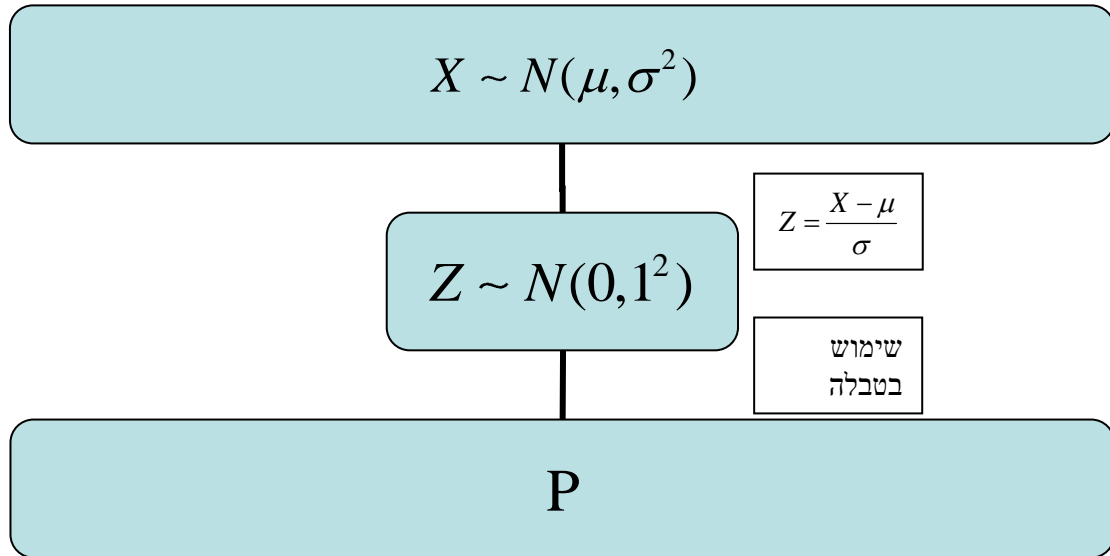 X ~ N(μ, σ²)
Z = (X − μ) / σ
Z ~ N(0,1²)
שימוש
בטבלה
P